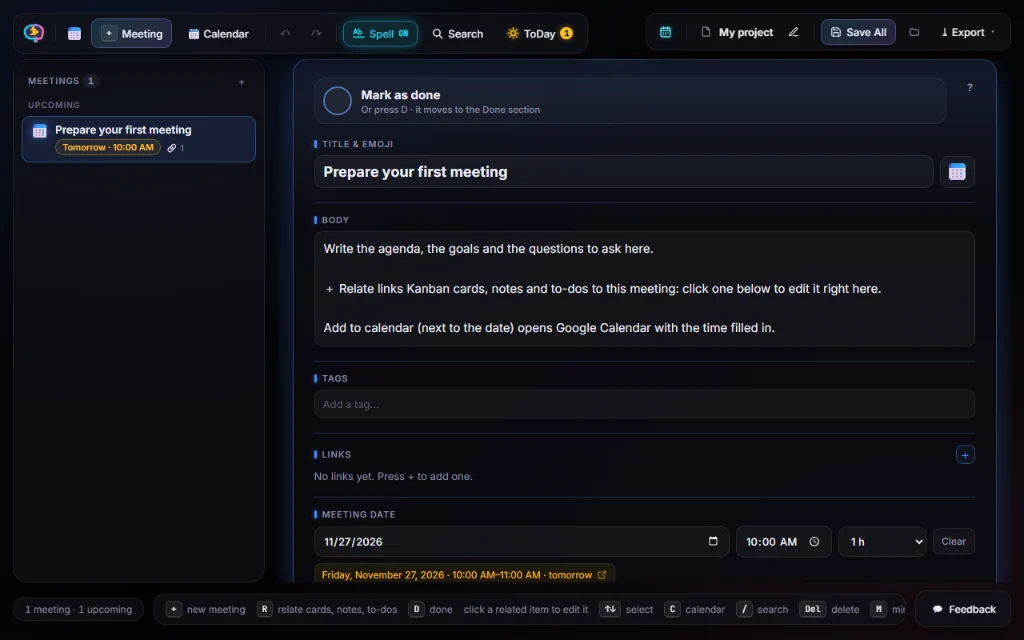 + Meeting
Calendar
Ab Spell ON
Search
ToDay 1
My project
Save All
Export
MEETINGS 1 +
UPCOMING
Prepare your first meeting
Tomorrow · 10:00 AM 1
Mark as done
Or press D · it moves to the Done section
?
TITLE & EMOJI
Prepare your first meeting
BODY
Write the agenda, the goals and the questions to ask here.
+ Relate links Kanban cards, notes and to-dos to this meeting: click one below to edit it right here.
Add to calendar (next to the date) opens Google Calendar with the time filled in.
TAGS
Add a tag...
LINKS +
No links yet. Press + to add one.
MEETING DATE
11/27/2026 10:00 AM 1 h Clear
Friday, November 27, 2026 · 10:00 AM–11:00 AM · tomorrow
1 meeting · 1 upcoming
+ new meeting R relate cards, notes, to-dos D done click a related item to edit it ↑↓ select C calendar / search Del delete M
Feedback